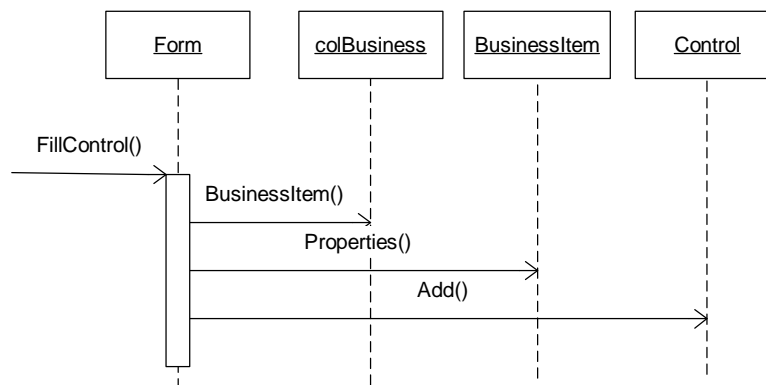 Form
colBusiness
BusinessItem
Control
FillControl()
BusinessItem()
Properties()
Add()